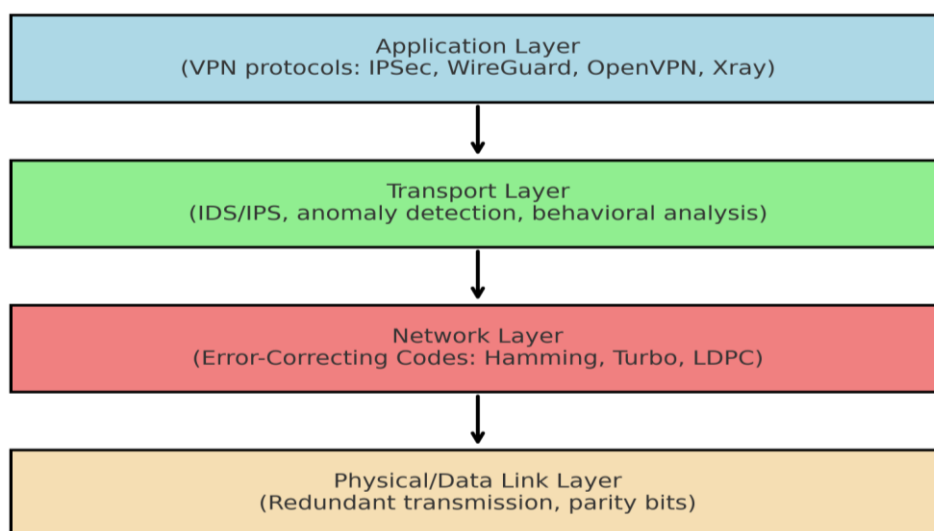 Application Layer
(VPN protocols: IPSec, WireGuard, OpenVPN, Xray)
Transport Layer
(IDS/IPS, anomaly detection, behavioral analysis)
Network Layer
(Error-Correcting Codes: Hamming, Turbo, LDPC)
Physical/Data Link Layer
(Redundant transmission, parity bits)